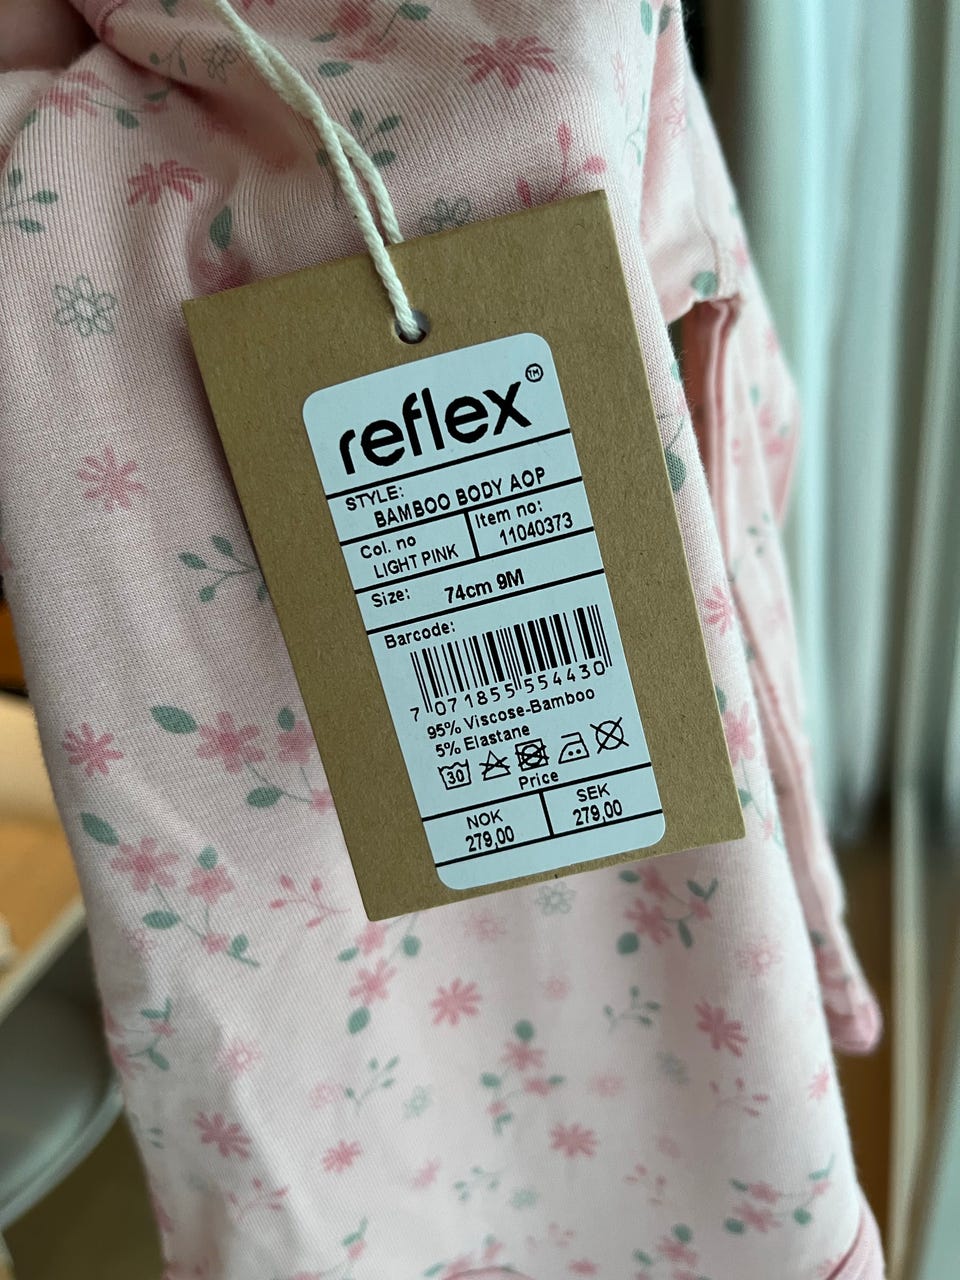 reflex™
STYLE:
BAMBOO BODY AOP
Col. no
LIGHT PINK
Item no:
11040373
Size: 74cm 9M
Barcode:
7 071855 554430
95% Viscose-Bamboo
5% Elastane
30
Price
NOK
279,00
SEK
279,00